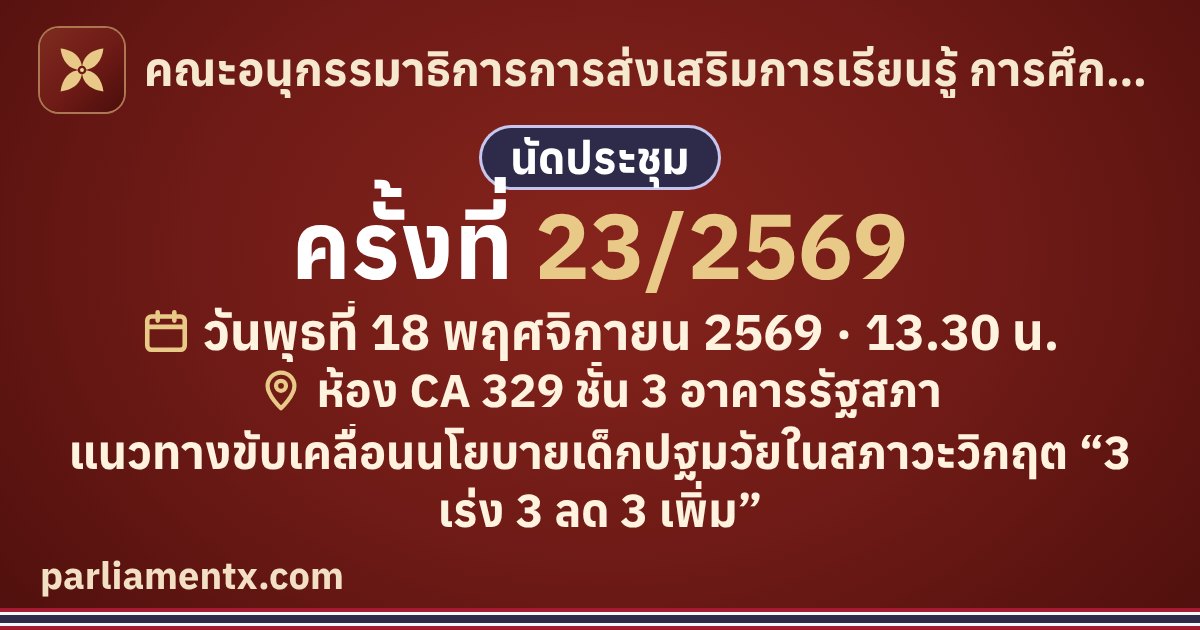 คณะอนุกรรมาธิการการส่งเสริมการเรียนรู้ การศึก...
นัดประชุม
ครั้งที่ 23/2569
วันพุธที่ 18 พฤศจิกายน 2569 · 13.30 น.
ห้อง CA 329 ชั้น 3 อาคารรัฐสภา
แนวทางขับเคลื่อนนโยบายเด็กปฐมวัยในสภาวะวิกฤต “3
เร่ง 3 ลด 3 เพิ่ม”
parliamentx.com